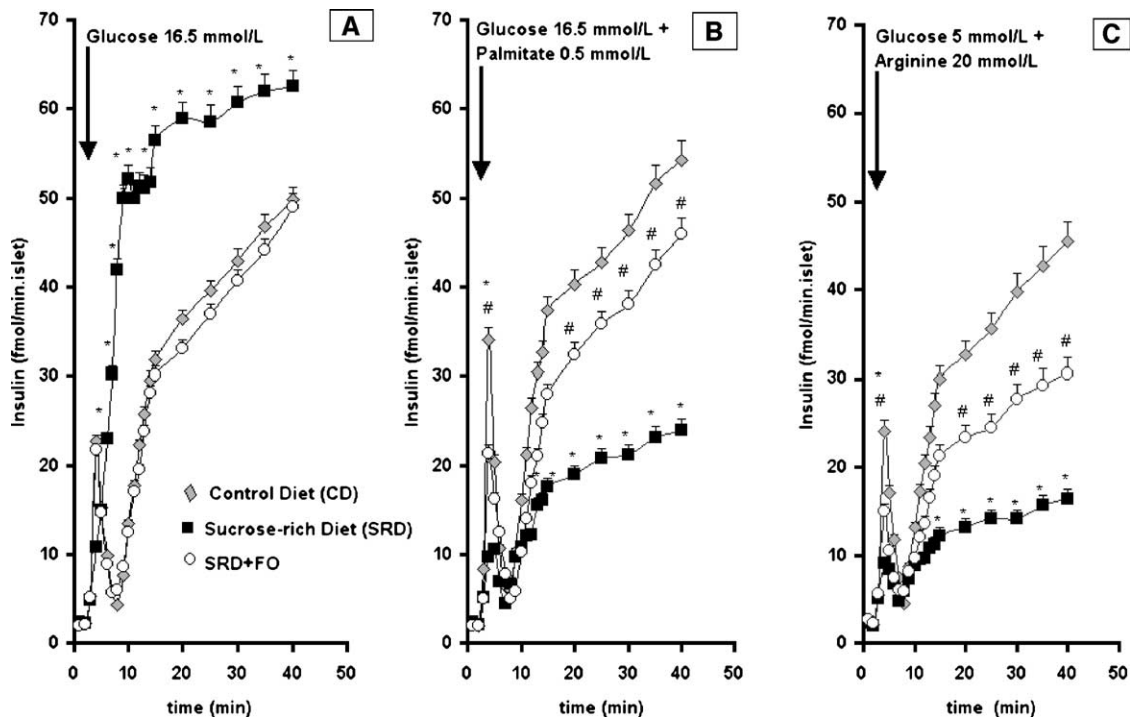 A
Glucose 16.5 mmol/L
Insulin (fmol/min.islet)
70
60
50
40
30
20
10
0
* * * * * * * * * * * * *
Control Diet (CD)
Sucrose-rich Diet (SRD)
SRD+FO
0 10 20 30 40 50
time (min)
B
Glucose 16.5 mmol/L +
Palmitate 0.5 mmol/L
Insulin (fmol/min.islet)
70
60
50
40
30
20
10
0
*
#
# # # # #
* * * * * * *
0 10 20 30 40 50
time (min)
C
Glucose 5 mmol/L +
Arginine 20 mmol/L
Insulin (fmol/min.islet)
70
60
50
40
30
20
10
0
*
#
# # # # #
* * * * * *
0 10 20 30 40 50
time (min)